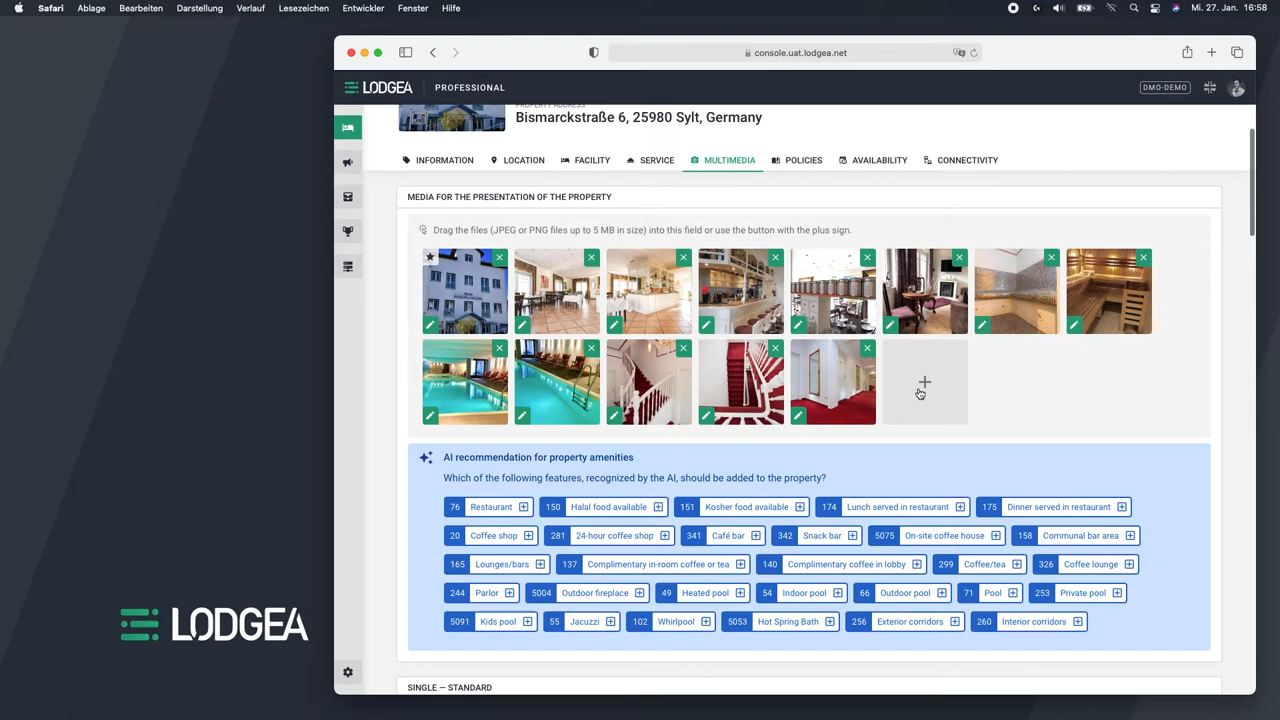 Safari Ablage Bearbeiten Darstellung Verlauf Lesezeichen Entwickler Fenster Hilfe Mi. 27. Jan. 16:58
console.uat.lodgea.net
LODGEA PROFESSIONAL DMO-DEMO
PROPERTY ADDRESS
Bismarckstraße 6, 25980 Sylt, Germany
INFORMATION LOCATION FACILITY SERVICE MULTIMEDIA POLICIES AVAILABILITY CONNECTIVITY
MEDIA FOR THE PRESENTATION OF THE PROPERTY
Drag the files (JPEG or PNG files up to 5 MB in size) into this field or use the button with the plus sign.
AI recommendation for property amenities
Which of the following features, recognized by the AI, should be added to the property?
76 Restaurant 150 Halal food available 151 Kosher food available 174 Lunch served in restaurant 175 Dinner served in restaurant
20 Coffee shop 281 24-hour coffee shop 341 Café bar 342 Snack bar 5075 On-site coffee house 158 Communal bar area
165 Lounges/bars 137 Complimentary in-room coffee or tea 140 Complimentary coffee in lobby 299 Coffee/tea 326 Coffee lounge
244 Parlor 5004 Outdoor fireplace 49 Heated pool 54 Indoor pool 66 Outdoor pool 71 Pool 253 Private pool
5091 Kids pool 55 Jacuzzi 102 Whirlpool 5053 Hot Spring Bath 256 Exterior corridors 260 Interior corridors
SINGLE — STANDARD
LODGEA